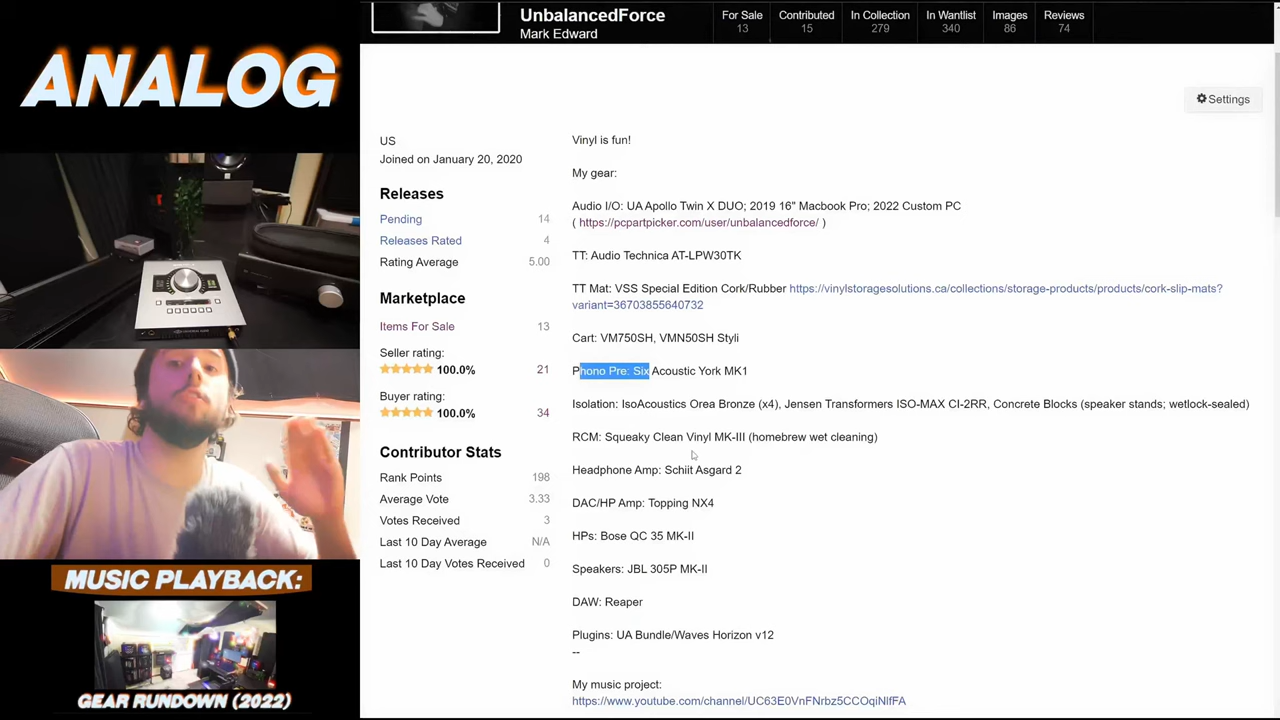 ANALOG
MUSIC PLAYBACK:
GEAR RUNDOWN (2022)
UnbalancedForce
Mark Edward
For Sale
13
Contributed
15
In Collection
279
In Wantlist
340
Images
86
Reviews
74
Settings
US
Joined on January 20, 2020
Releases
Pending 14
Releases Rated 4
Rating Average 5.00
Marketplace
Items For Sale 13
Seller rating:
100.0% 21
Buyer rating:
100.0% 34
Contributor Stats
Rank Points 198
Average Vote 3.33
Votes Received 3
Last 10 Day Average N/A
Last 10 Day Votes Received 0
Vinyl is fun!
My gear:
Audio I/O: UA Apollo Twin X DUO; 2019 16" Macbook Pro; 2022 Custom PC
( https://pcpartpicker.com/user/unbalancedforce/ )
TT: Audio Technica AT-LPW30TK
TT Mat: VSS Special Edition Cork/Rubber https://vinylstoragesolutions.ca/collections/storage-products/products/cork-slip-mats?
variant=36703855640732
Cart: VM750SH, VMN50SH Styli
Phono Pre: Six Acoustic York MK1
Isolation: IsoAcoustics Orea Bronze (x4), Jensen Transformers ISO-MAX CI-2RR, Concrete Blocks (speaker stands; wetlock-sealed)
RCM: Squeaky Clean Vinyl MK-III (homebrew wet cleaning)
Headphone Amp: Schiit Asgard 2
DAC/HP Amp: Topping NX4
HPs: Bose QC 35 MK-II
Speakers: JBL 305P MK-II
DAW: Reaper
Plugins: UA Bundle/Waves Horizon v12
--
My music project:
https://www.youtube.com/channel/UC63E0VnFNrbz5CCOqiNlfFA